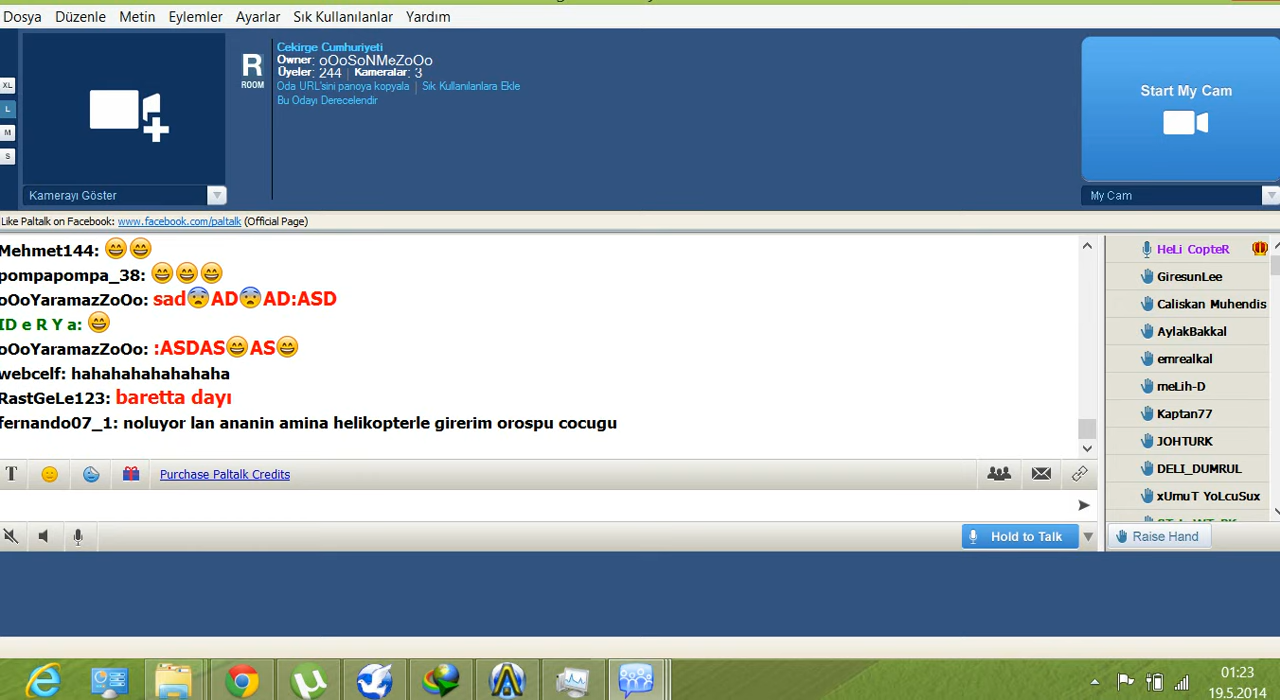 Dosya Düzenle Metin Eylemler Ayarlar Sık Kullanılanlar Yardım
XL
L
M
S
R
ROOM
Cekirge Cumhuriyeti
Owner: oOoSoNMeZoOo
Üyeler: 244 | Kameralar: 3
Oda URL'sini panoya kopyala | Sık Kullanılanlara Ekle
Bu Odayı Derecelendir
Start My Cam
Kamerayı Göster
My Cam
Like Paltalk on Facebook: www.facebook.com/paltalk (Official Page)
Mehmet144:
pompapompa_38:
oOoYaramazZoOo: sad AD AD:ASD
ID e R Y a:
oOoYaramazZoOo: :ASDAS AS
webcelf: hahahahahahahaha
RastGeLe123: baretta dayı
fernando07_1: noluyor lan ananin amina helikopterle girerim orospu cocugu
HeLi CopteR
GiresunLee
Caliskan Muhendis
AylakBakkal
emrealkal
meLih-D
Kaptan77
JOHTURK
DELI_DUMRUL
xUmuT YoLcuSux
T
Purchase Paltalk Credits
Hold to Talk
Raise Hand
01:23
19.5.2014